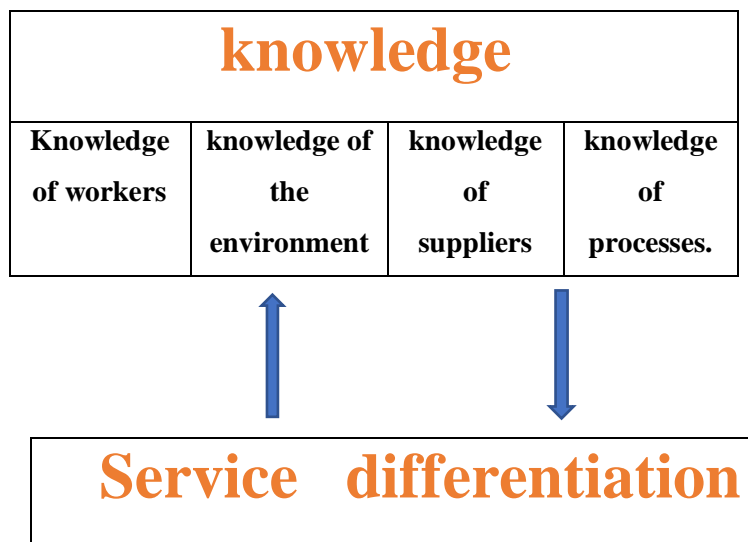 knowledge
Knowledge
of workers
knowledge of
the
environment
knowledge
of
suppliers
knowledge
of
processes.
Service differentiation